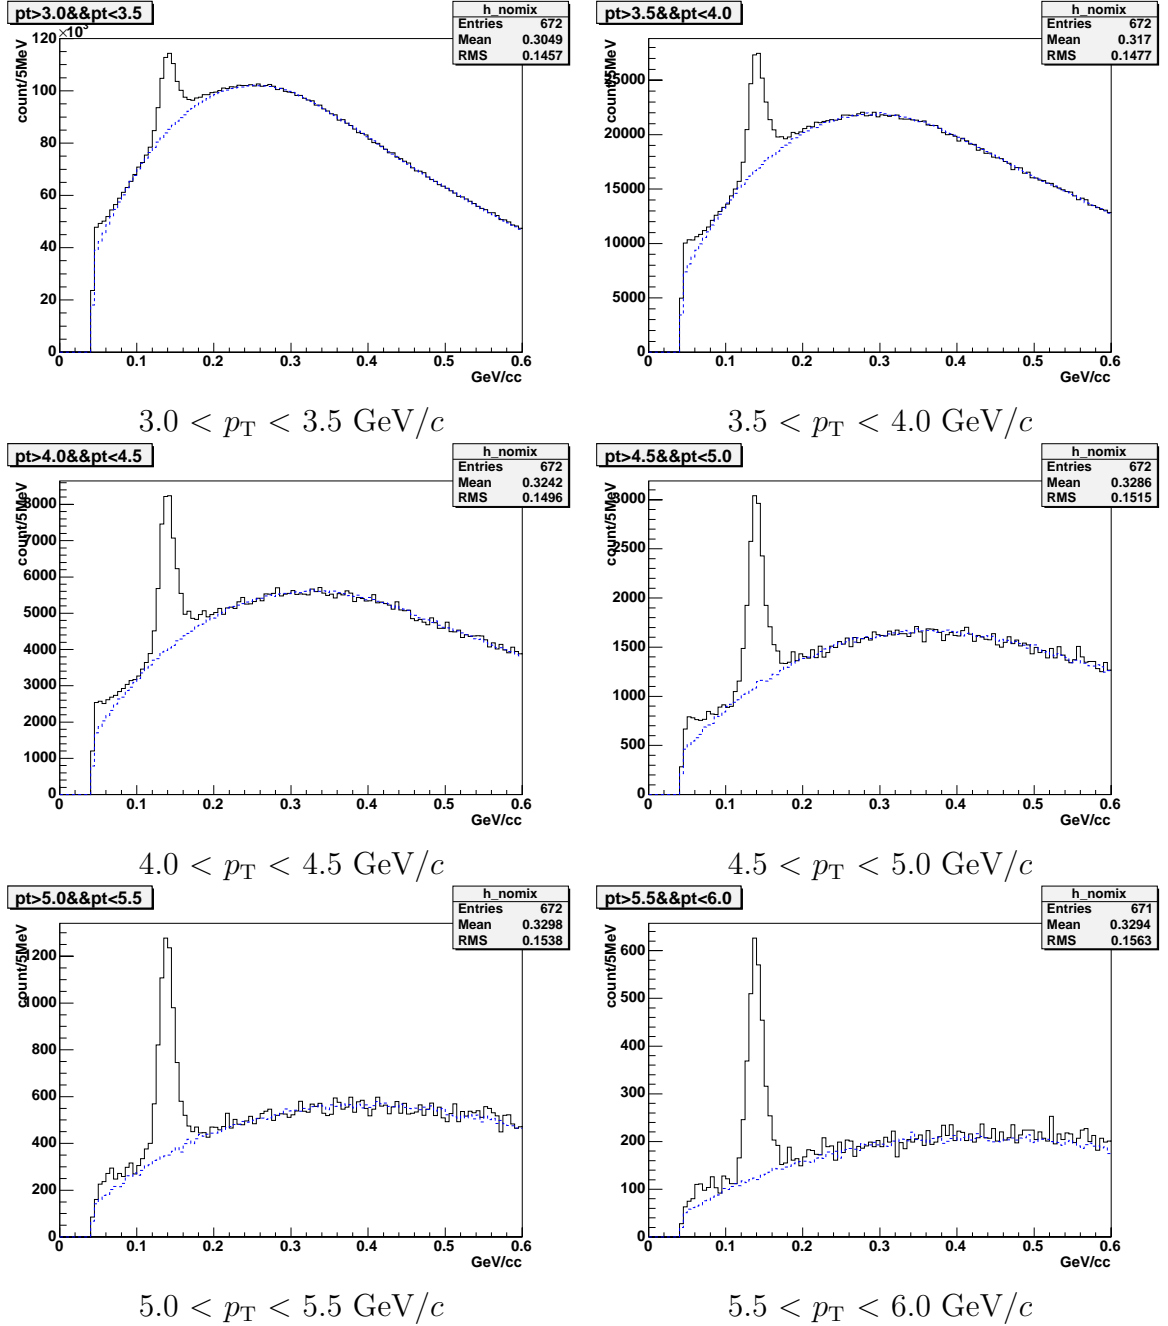 pt>3.0&&pt<3.5
h_nomix
Entries 672
Mean 0.3049
RMS 0.1457
×10³
count/5MeV
120
100
80
60
40
20
0
0 0.1 0.2 0.3 0.4 0.5 0.6
GeV/cc
3.0 < p_T < 3.5 GeV/c
pt>3.5&&pt<4.0
h_nomix
Entries 672
Mean 0.317
RMS 0.1477
count/5MeV
25000
20000
15000
10000
5000
0
0 0.1 0.2 0.3 0.4 0.5 0.6
GeV/cc
3.5 < p_T < 4.0 GeV/c
pt>4.0&&pt<4.5
h_nomix
Entries 672
Mean 0.3242
RMS 0.1496
count/5MeV
8000
7000
6000
5000
4000
3000
2000
1000
0
0 0.1 0.2 0.3 0.4 0.5 0.6
GeV/cc
4.0 < p_T < 4.5 GeV/c
pt>4.5&&pt<5.0
h_nomix
Entries 672
Mean 0.3286
RMS 0.1515
count/5MeV
3000
2500
2000
1500
1000
500
0
0 0.1 0.2 0.3 0.4 0.5 0.6
GeV/cc
4.5 < p_T < 5.0 GeV/c
pt>5.0&&pt<5.5
h_nomix
Entries 672
Mean 0.3298
RMS 0.1538
count/5MeV
1200
1000
800
600
400
200
0
0 0.1 0.2 0.3 0.4 0.5 0.6
GeV/cc
5.0 < p_T < 5.5 GeV/c
pt>5.5&&pt<6.0
h_nomix
Entries 671
Mean 0.3294
RMS 0.1563
count/5MeV
600
500
400
300
200
100
0
0 0.1 0.2 0.3 0.4 0.5 0.6
GeV/cc
5.5 < p_T < 6.0 GeV/c